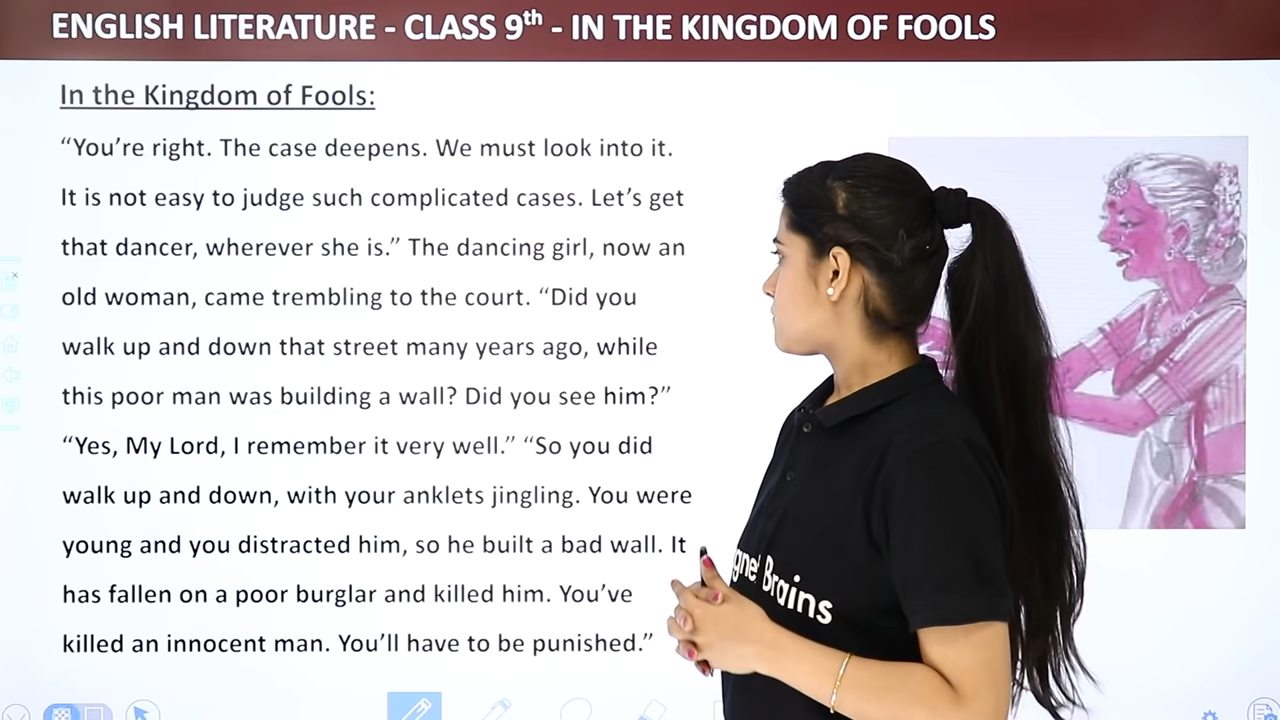 ENGLISH LITERATURE - CLASS 9th - IN THE KINGDOM OF FOOLS
In the Kingdom of Fools:
“You’re right. The case deepens. We must look into it.
It is not easy to judge such complicated cases. Let’s get
that dancer, wherever she is.” The dancing girl, now an
old woman, came trembling to the court. “Did you
walk up and down that street many years ago, while
this poor man was building a wall? Did you see him?”
“Yes, My Lord, I remember it very well.” “So you did
walk up and down, with your anklets jingling. You were
young and you distracted him, so he built a bad wall. It
has fallen on a poor burglar and killed him. You’ve
killed an innocent man. You’ll have to be punished.”
Brains